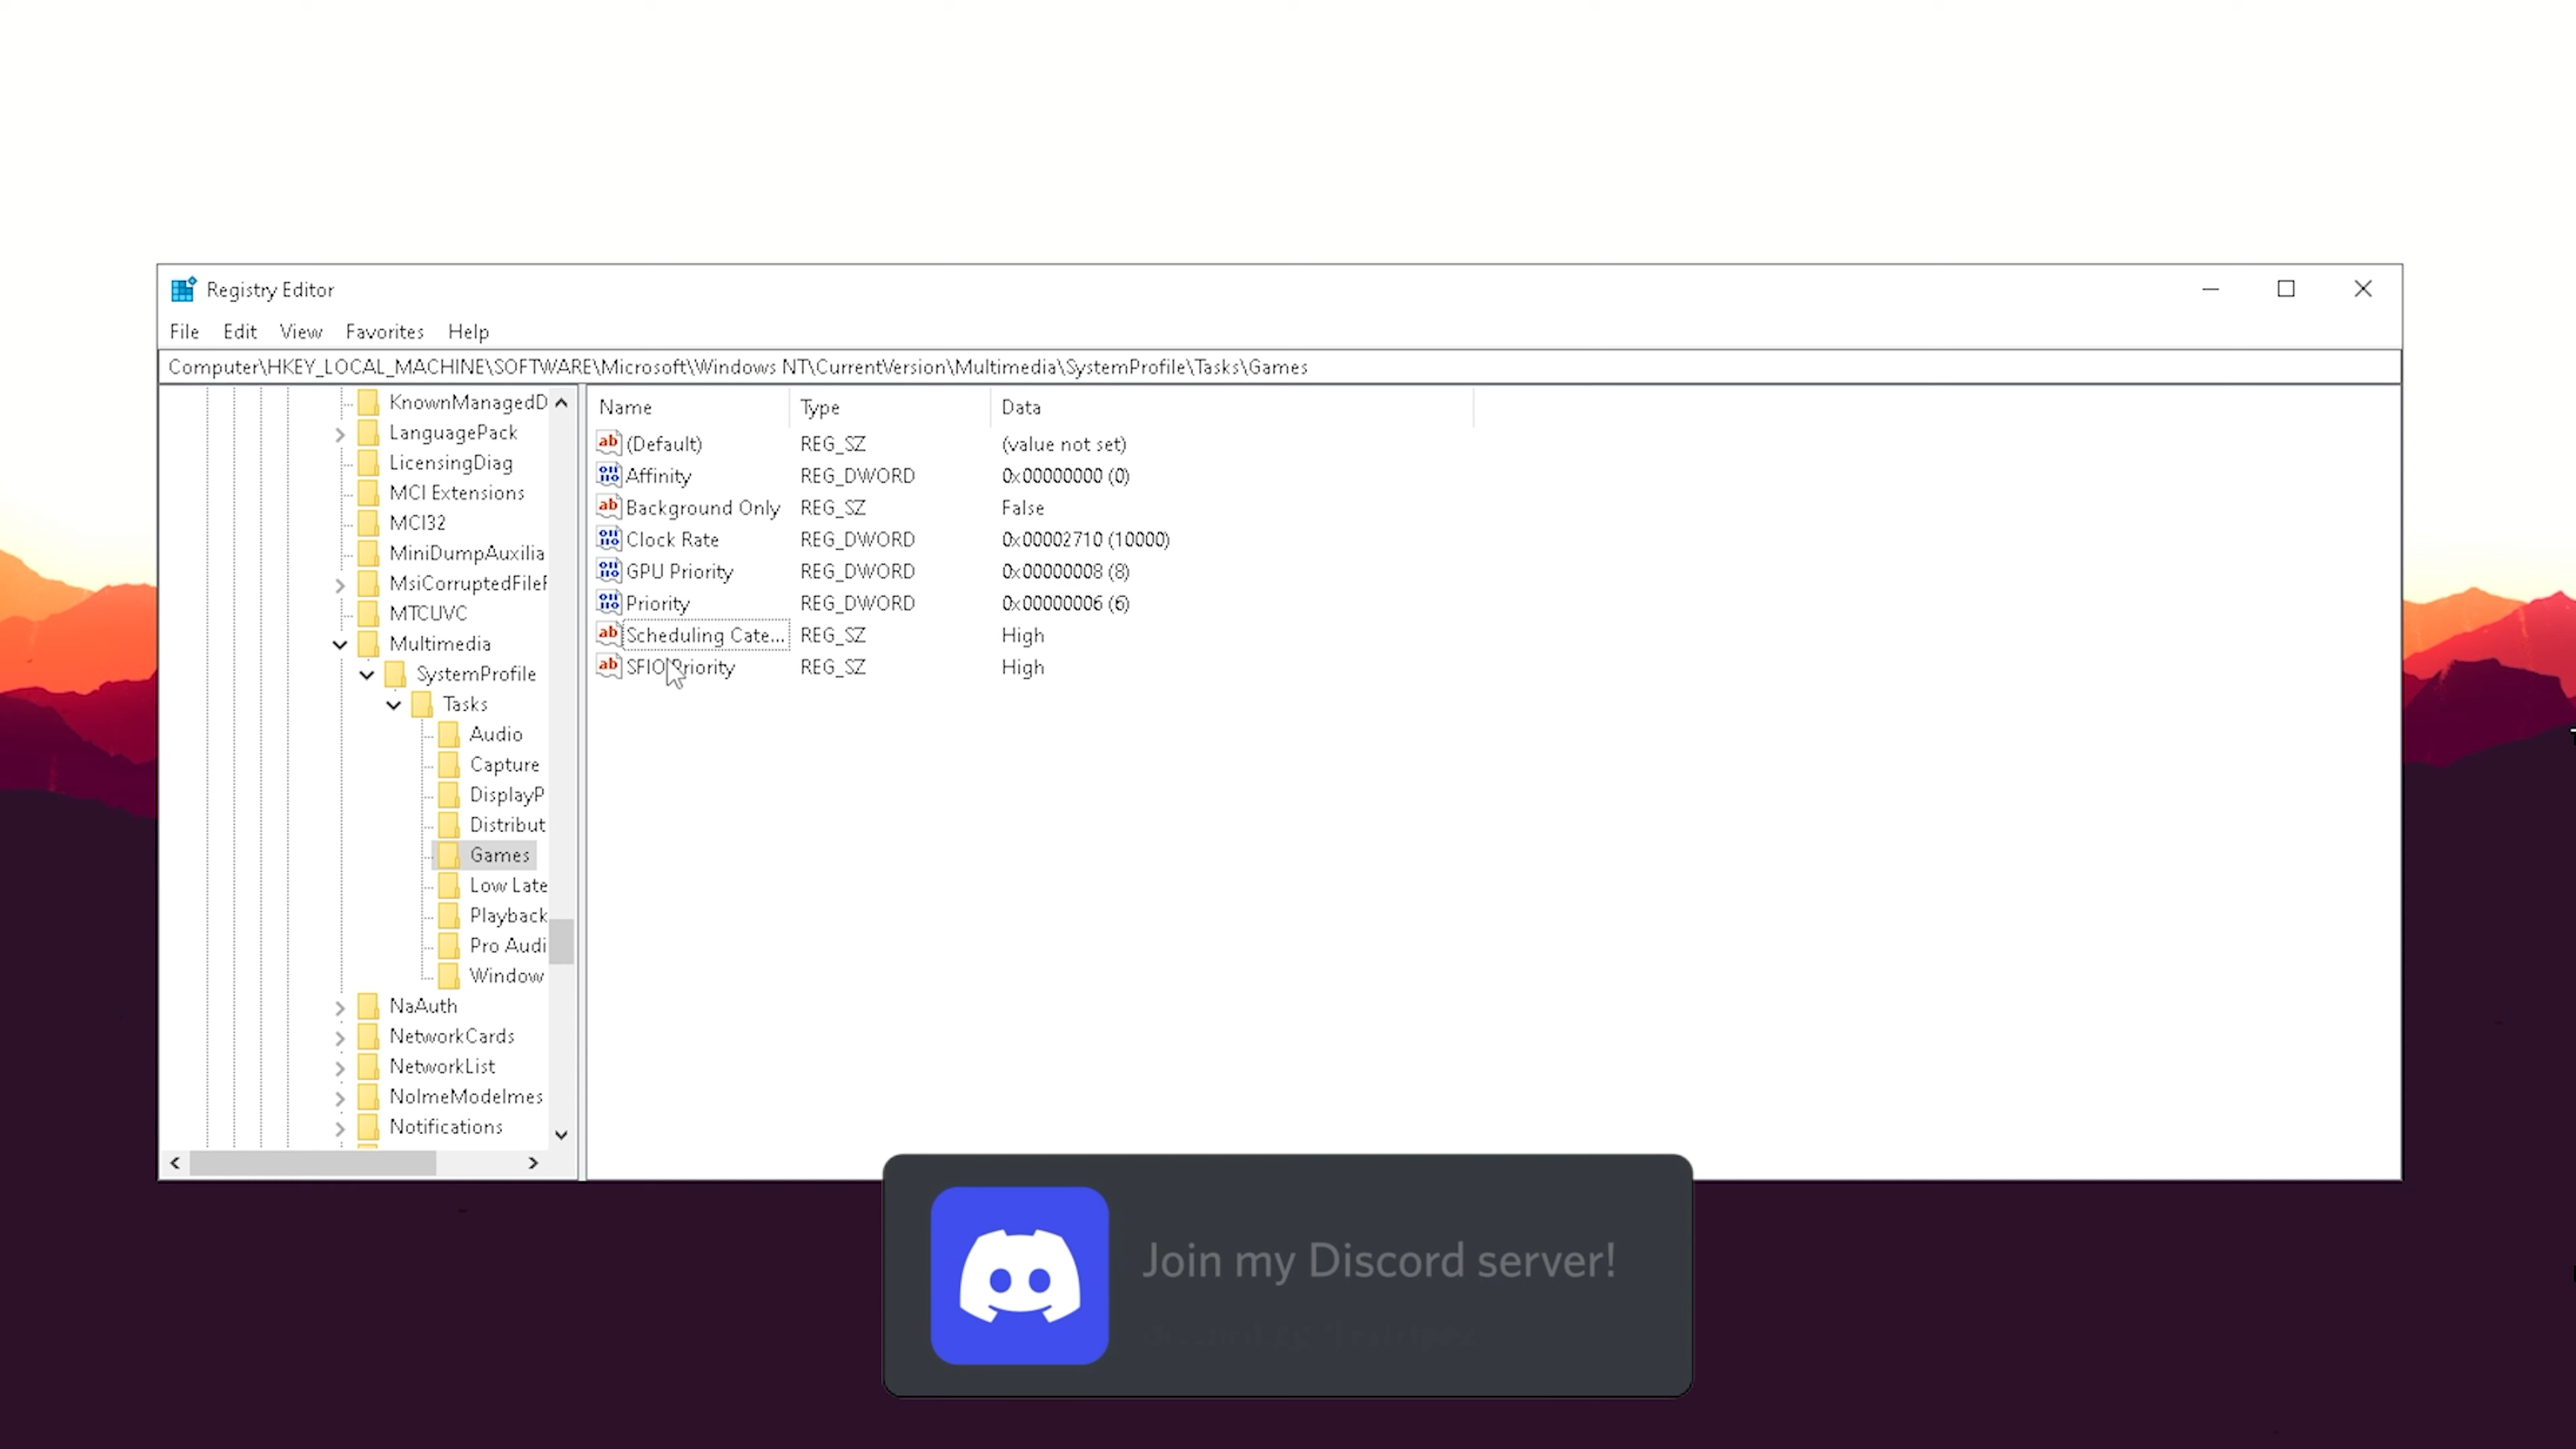 Registry Editor
File Edit View Favorites Help
Computer\HKEY_LOCAL_MACHINE\SOFTWARE\Microsoft\Windows NT\CurrentVersion\Multimedia\SystemProfile\Tasks\Games
KnownManagedD
LanguagePack
LicensingDiag
MCI Extensions
MCI32
MiniDumpAuxilia
MsiCorruptedFileF
MTCUVC
Multimedia
SystemProfile
Tasks
Audio
Capture
DisplayP
Distribut
Games
Low Late
Playback
Pro Audi
Window
NaAuth
NetworkCards
NetworkList
NoImeModeImes
Notifications
Name Type Data
(Default) REG_SZ (value not set)
Affinity REG_DWORD 0x00000000 (0)
Background Only REG_SZ False
Clock Rate REG_DWORD 0x00002710 (10000)
GPU Priority REG_DWORD 0x00000008 (8)
Priority REG_DWORD 0x00000006 (6)
Scheduling Cate... REG_SZ High
SFIO Priority REG_SZ High
Join my Discord server!